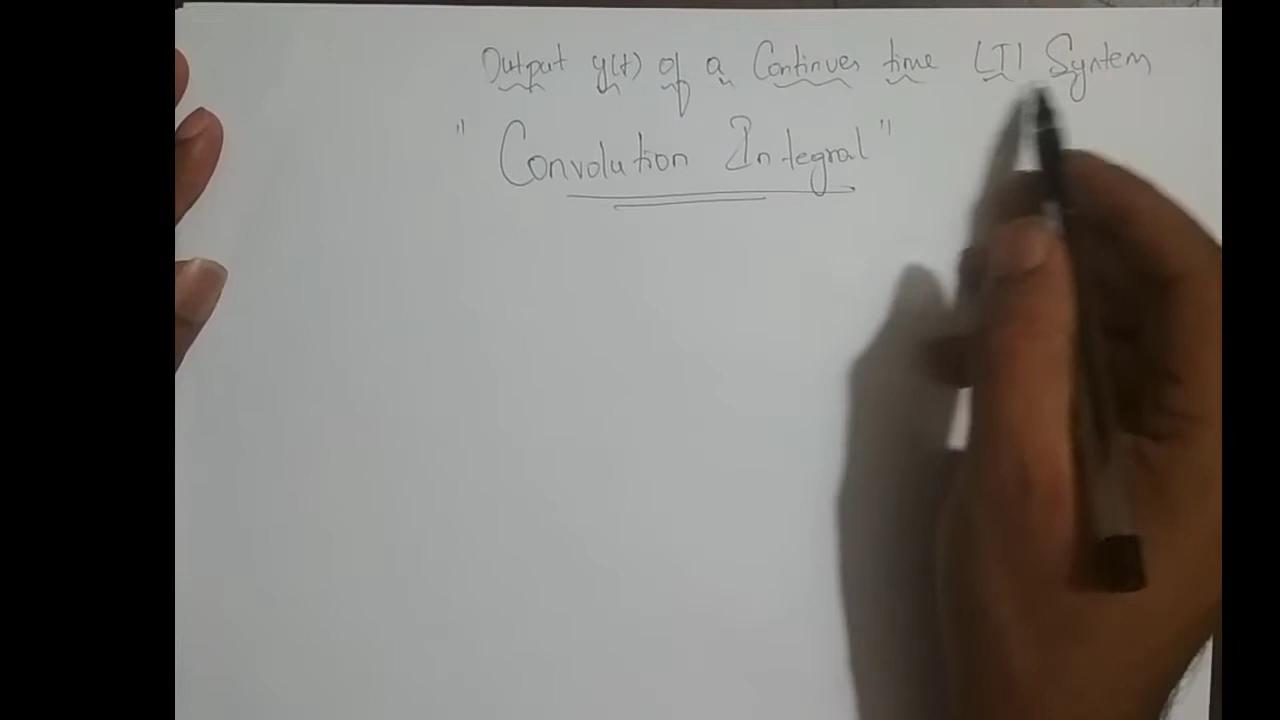 Output y(t) of a Continues time LTI System
" Convolution Integral "